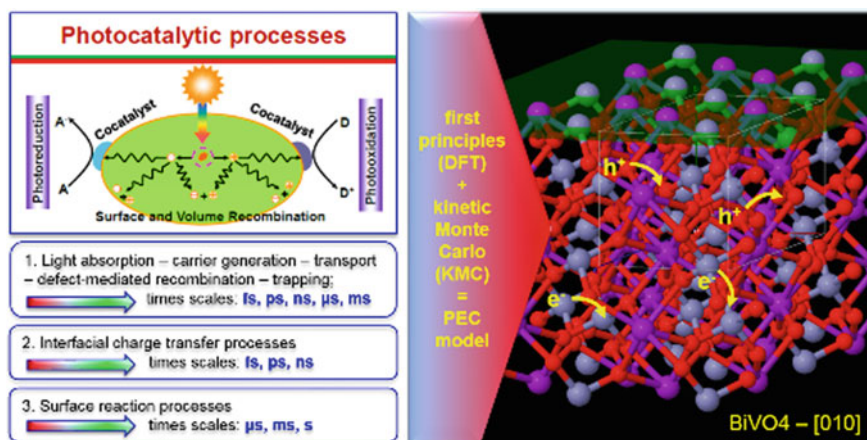 Photocatalytic processes
Photoreduction
A⁻
A
Cocatalyst
Cocatalyst
D
D⁺
Photooxidation
Surface and Volume Recombination
1. Light absorption – carrier generation – transport
– defect-mediated recombination – trapping;
times scales: fs, ps, ns, µs, ms
2. Interfacial charge transfer processes
times scales: fs, ps, ns
3. Surface reaction processes
times scales: µs, ms, s
first
principles
(DFT)
+
kinetic
Monte
Carlo
(KMC)
=
PEC
model
h⁺
h⁺
e⁻
e⁻
BiVO4 – [010]